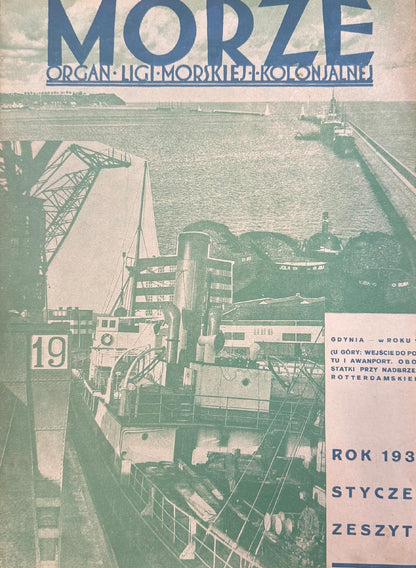 MORZE
ORGAN · LIGI · MORSKIEJ · I · KOLONJALNEJ
19
GDYNIA — w ROKU
(U GÓRY: WEJŚCIE DO PO
TU I AWANPORT. OBO
STATKI PRZY NADBRZE
ROTTERDAMSKIE
ROK 193
STYCZE
ZESZYT